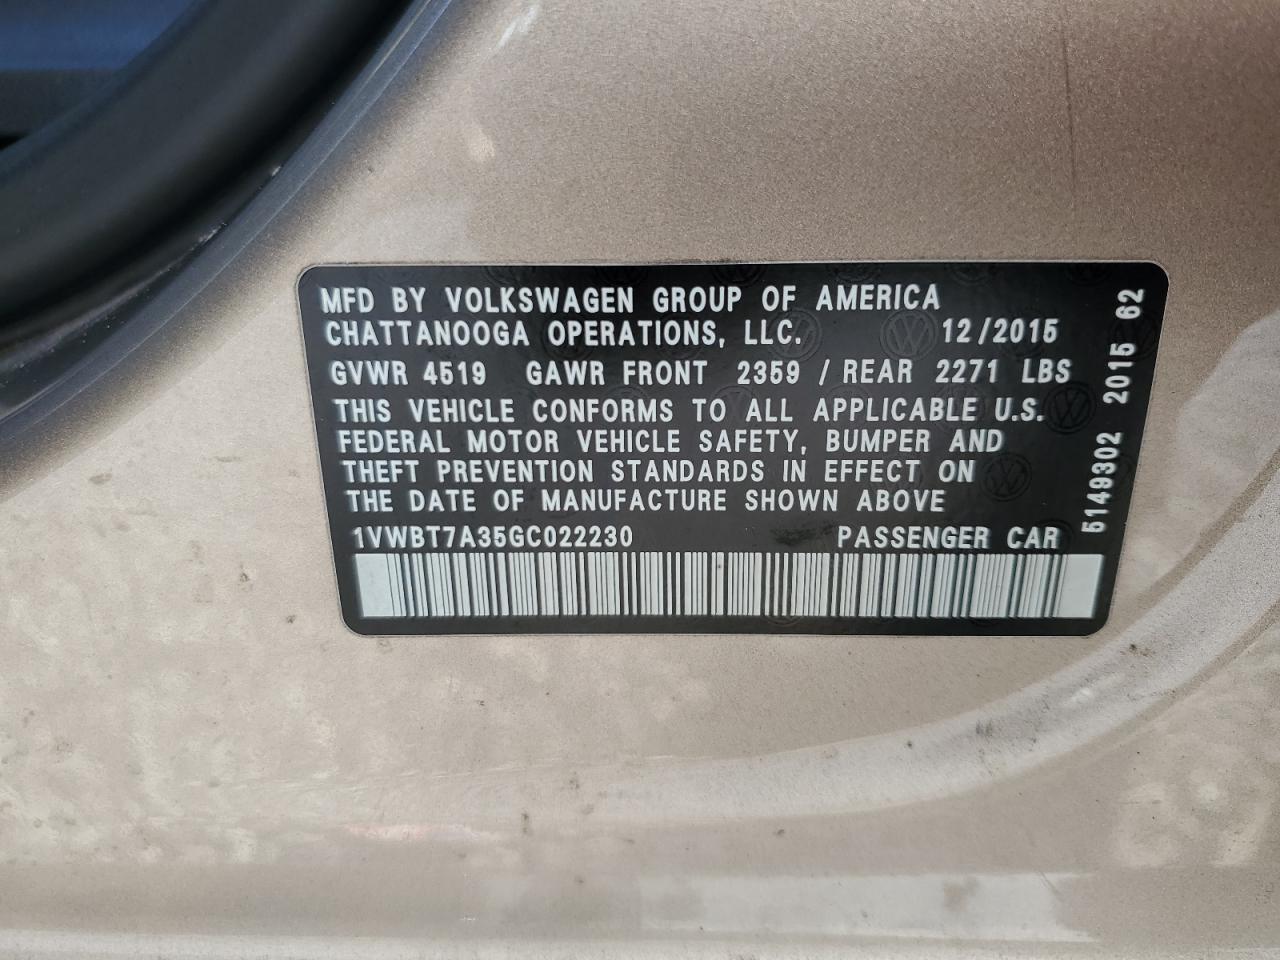 MFD BY VOLKSWAGEN GROUP OF AMERICA
CHATTANOOGA OPERATIONS, LLC. 12/2015
GVWR 4519 GAWR FRONT 2359 / REAR 2271 LBS
THIS VEHICLE CONFORMS TO ALL APPLICABLE U.S.
FEDERAL MOTOR VEHICLE SAFETY, BUMPER AND
THEFT PREVENTION STANDARDS IN EFFECT ON
THE DATE OF MANUFACTURE SHOWN ABOVE
1VWBT7A35GC022230 PASSENGER CAR
5149302 2015 62